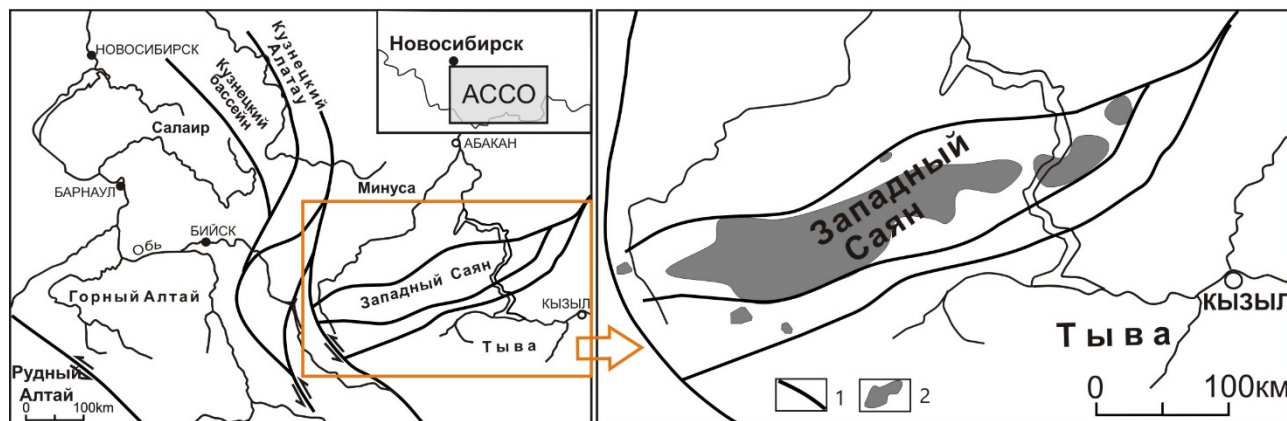 НОВОСИБИРСК
Кузнецкий
бассейн
Кузнецкий
Алатау
Салаир
БАРНАУЛ
Обь
БИЙСК
Горный Алтай
Рудный
Алтай
0 100km
Новосибирск
АССО
АБАКАН
Минуса
Западный Саян
КЫЗЫЛ
Тыва
Западный
Саян
КЫЗЫЛ
Тыва
1 2
0 100км